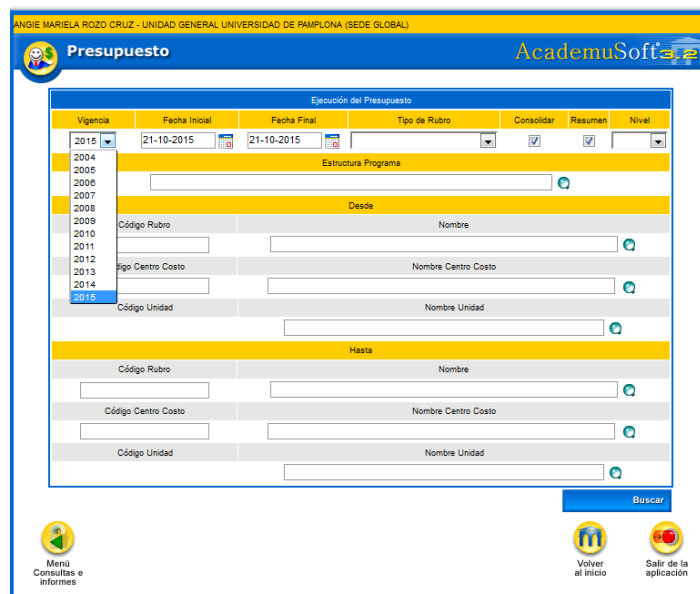 ANGIE MARIELA ROZO CRUZ - UNIDAD GENERAL UNIVERSIDAD DE PAMPLONA (SEDE GLOBAL)
Presupuesto
AcademuSoft 3.2
Ejecución del Presupuesto
Vigencia Fecha Inicial Fecha Final Tipo de Rubro Consolidar Resumen Nivel
2015 21-10-2015 21-10-2015
2004
2005
2006
2007
2008
2009
2010
2011
2012
2013
2014
2015
Estructura Programa
Desde
Código Rubro Nombre
digo Centro Costo Nombre Centro Costo
Código Unidad Nombre Unidad
Hasta
Código Rubro Nombre
Código Centro Costo Nombre Centro Costo
Código Unidad Nombre Unidad
Buscar
Menú
Consultas e
informes
Volver
al inicio
Salir de la
aplicación